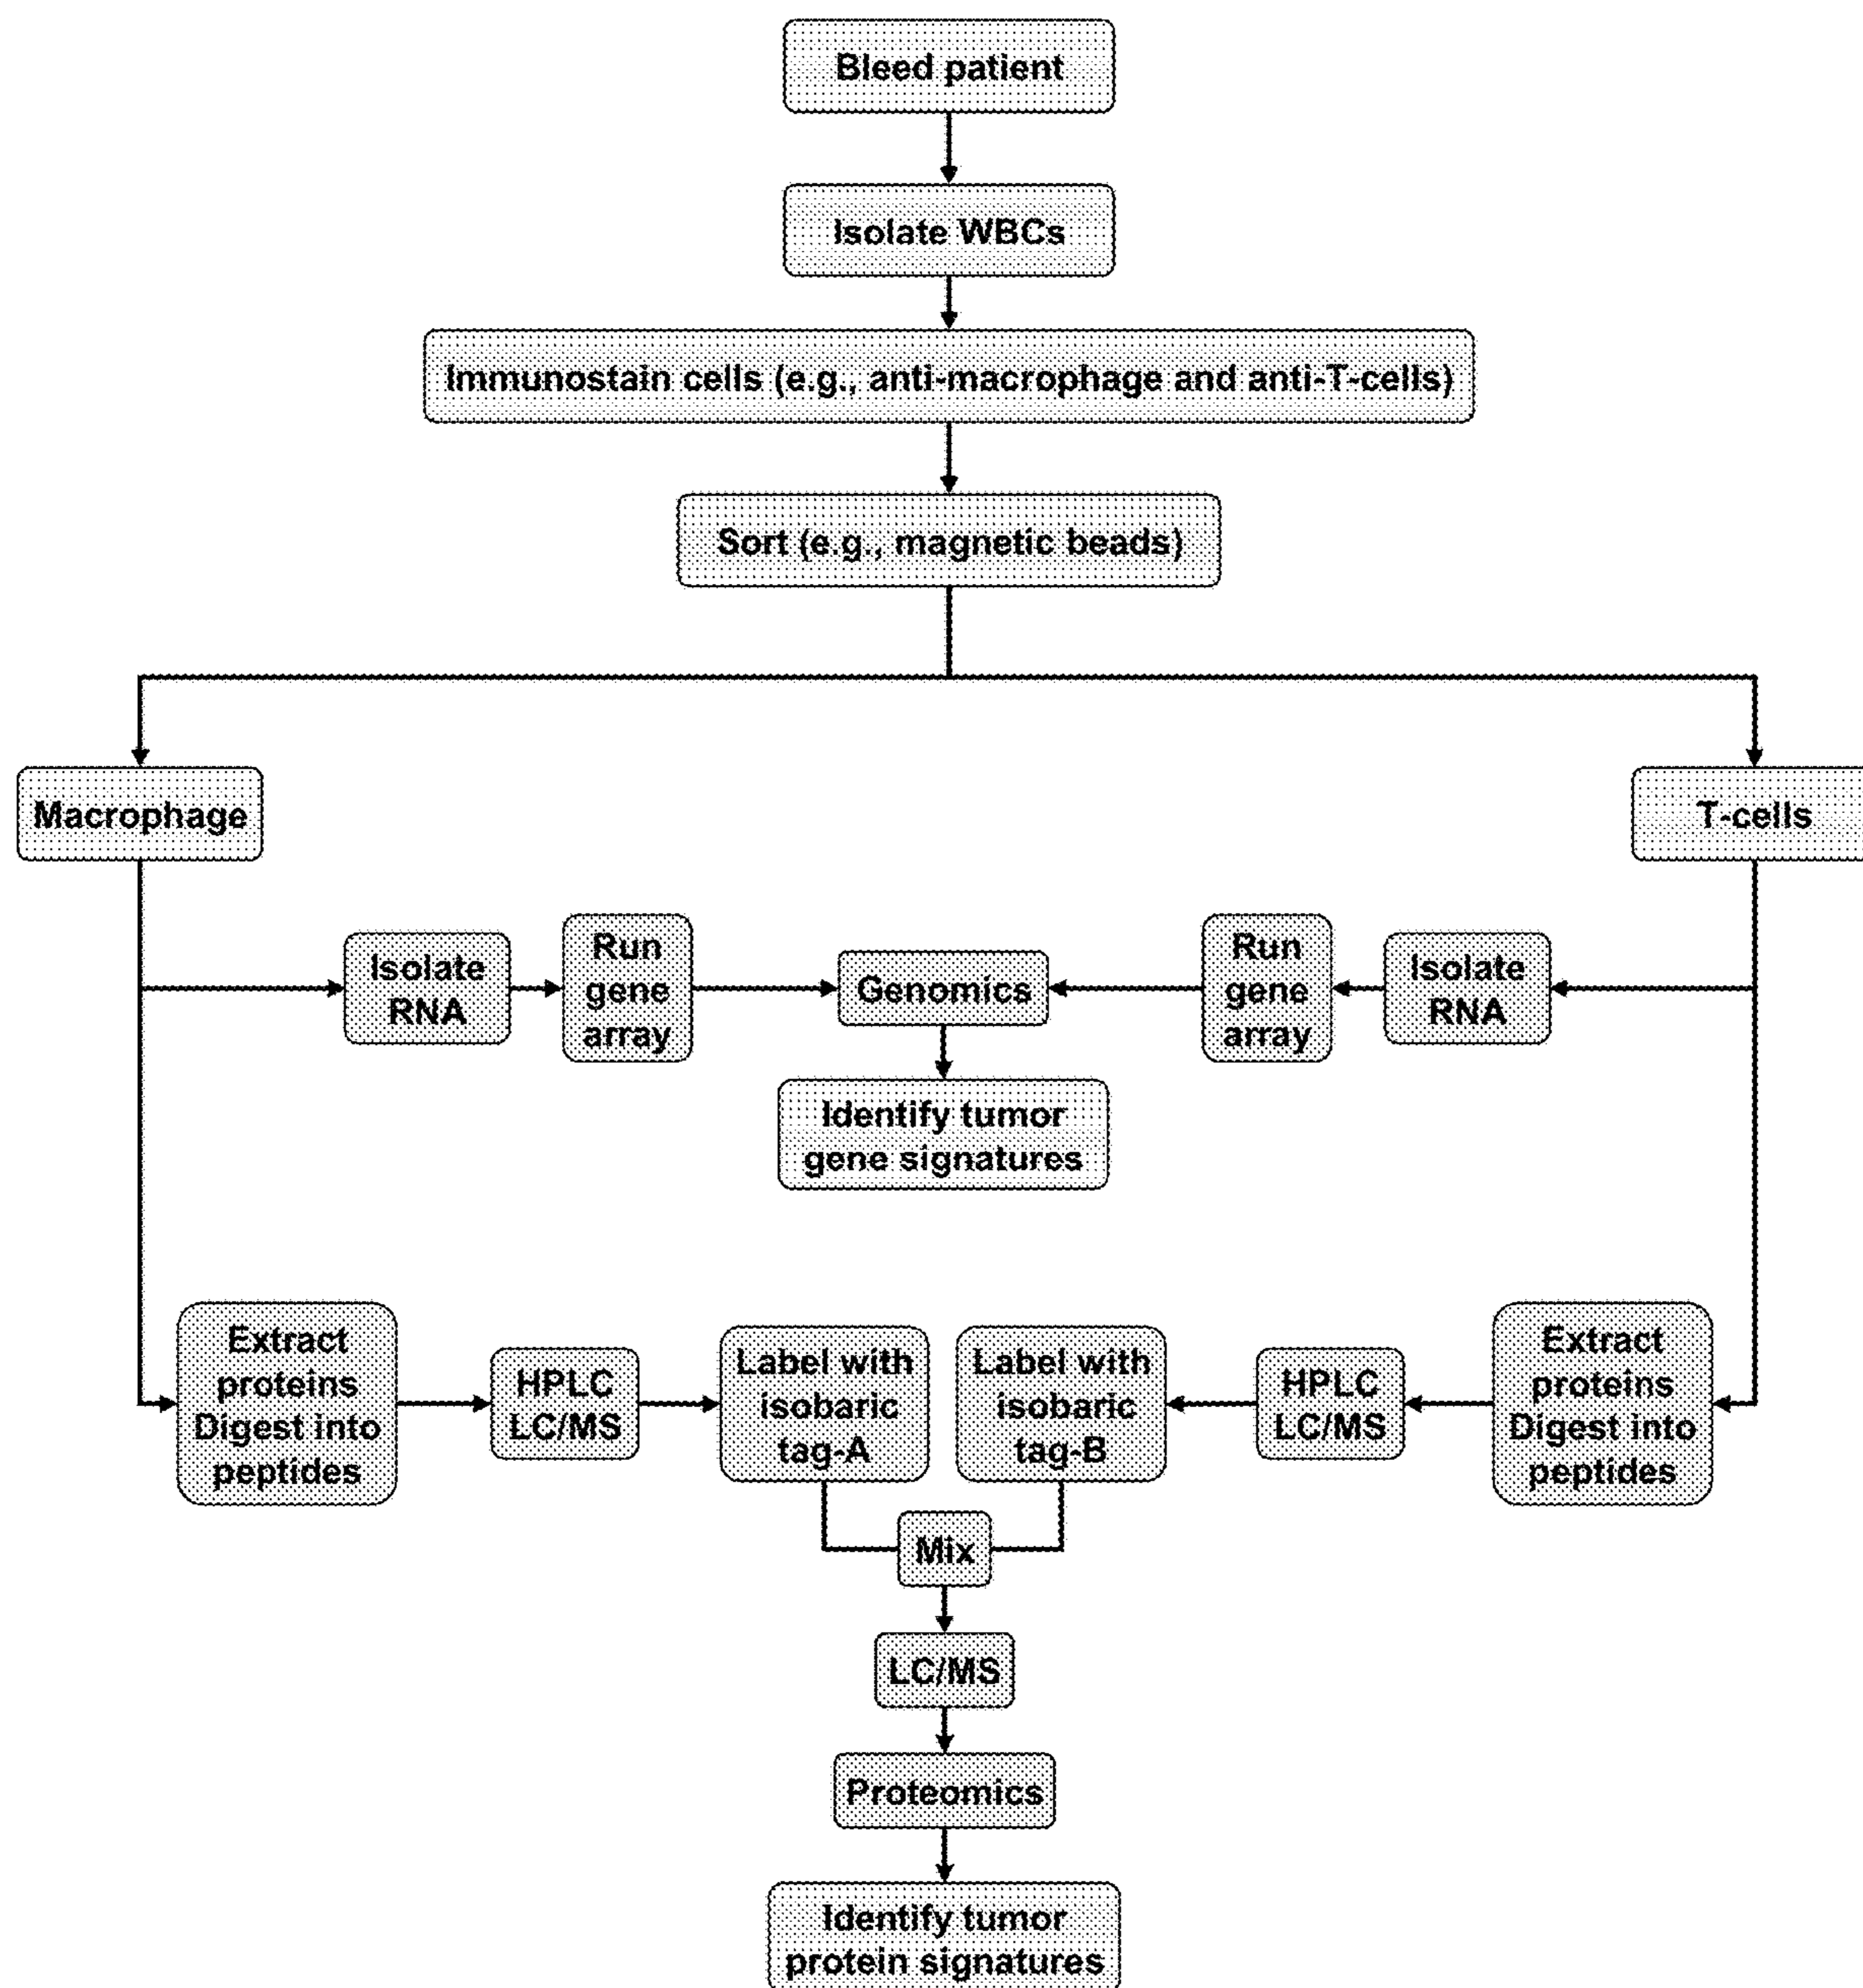 Bleed patient
Isolate WBCs
Immunostain cells (e.g., anti-macrophage and anti-T-cells)
Sort (e.g., magnetic beads)
Macrophage
T-cells
Isolate
RNA
Run
gene
array
Genomics
Run
gene
array
Isolate
RNA
Identify tumor
gene signatures
Extract
proteins
Digest into
peptides
HPLC
LC/MS
Label with
isobaric
tag-A
Label with
isobaric
tag-B
HPLC
LC/MS
Extract
proteins
Digest into
peptides
Mix
LC/MS
Proteomics
Identify tumor
protein signatures